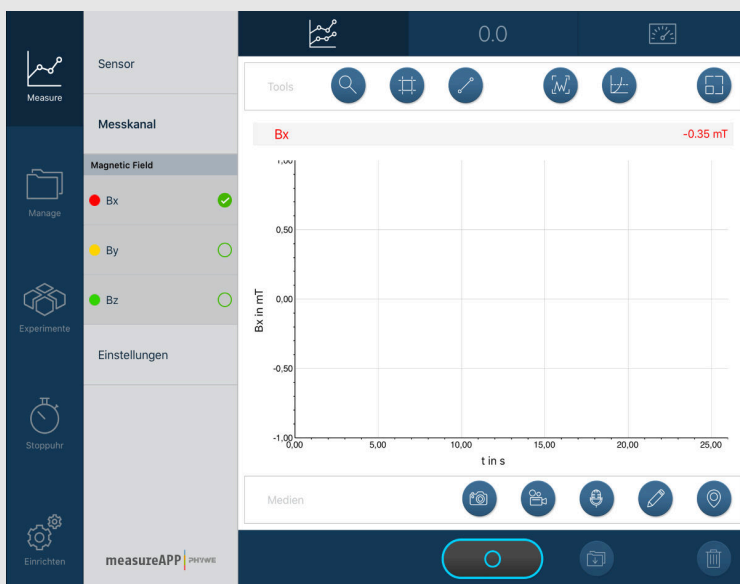 Measure
Manage
Experimente
Stoppuhr
Einrichten
Sensor
Messkanal
Magnetic Field
Bx
By
Bz
Einstellungen
measureAPP PHYWE
0.0
Tools
Bx -0.35 mT
1,00
0,50
0,00
-0,50
-1,00
Bx in mT
0,00 5,00 10,00 15,00 20,00 25,00
t in s
Medien